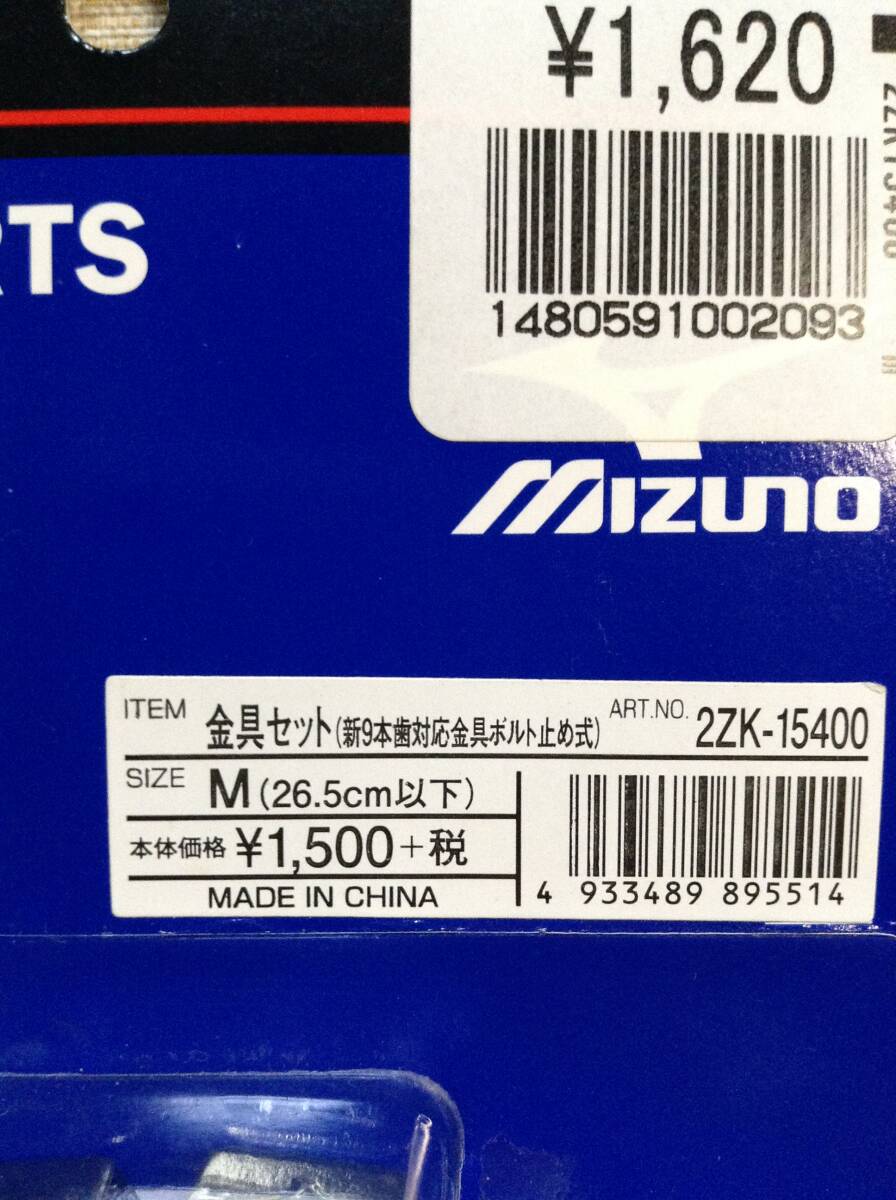 ¥1,620
1480591002093
RTS
MIZUNO
ITEM 金具セット(新9本歯対応金具ボルト止め式) ART.NO. 2ZK-15400
SIZE M(26.5cm以下)
本体価格 ¥1,500+税
MADE IN CHINA
4 933489 895514